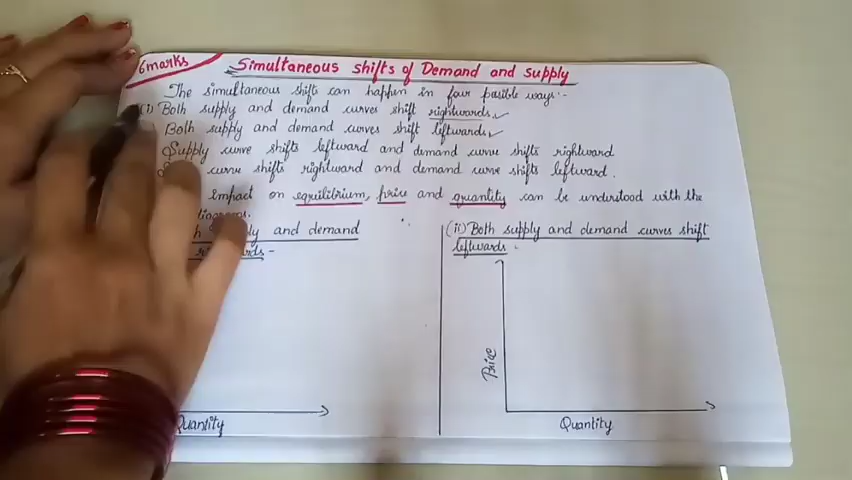 6marks
Simultaneous shifts of Demand and supply
The simultaneous shifts can happen in four possible ways:-
(i) Both supply and demand curves shift rightwards.
Both supply and demand curves shift leftwards.
Supply curve shifts leftward and demand curve shifts rightward
curve shifts rightward and demand curve shifts leftward.
impact on equilibrium, price and quantity can be understood with the
diagrams.
and demand
(ii) Both supply and demand curves shift
leftwards.
Price
Quantity
Quantity